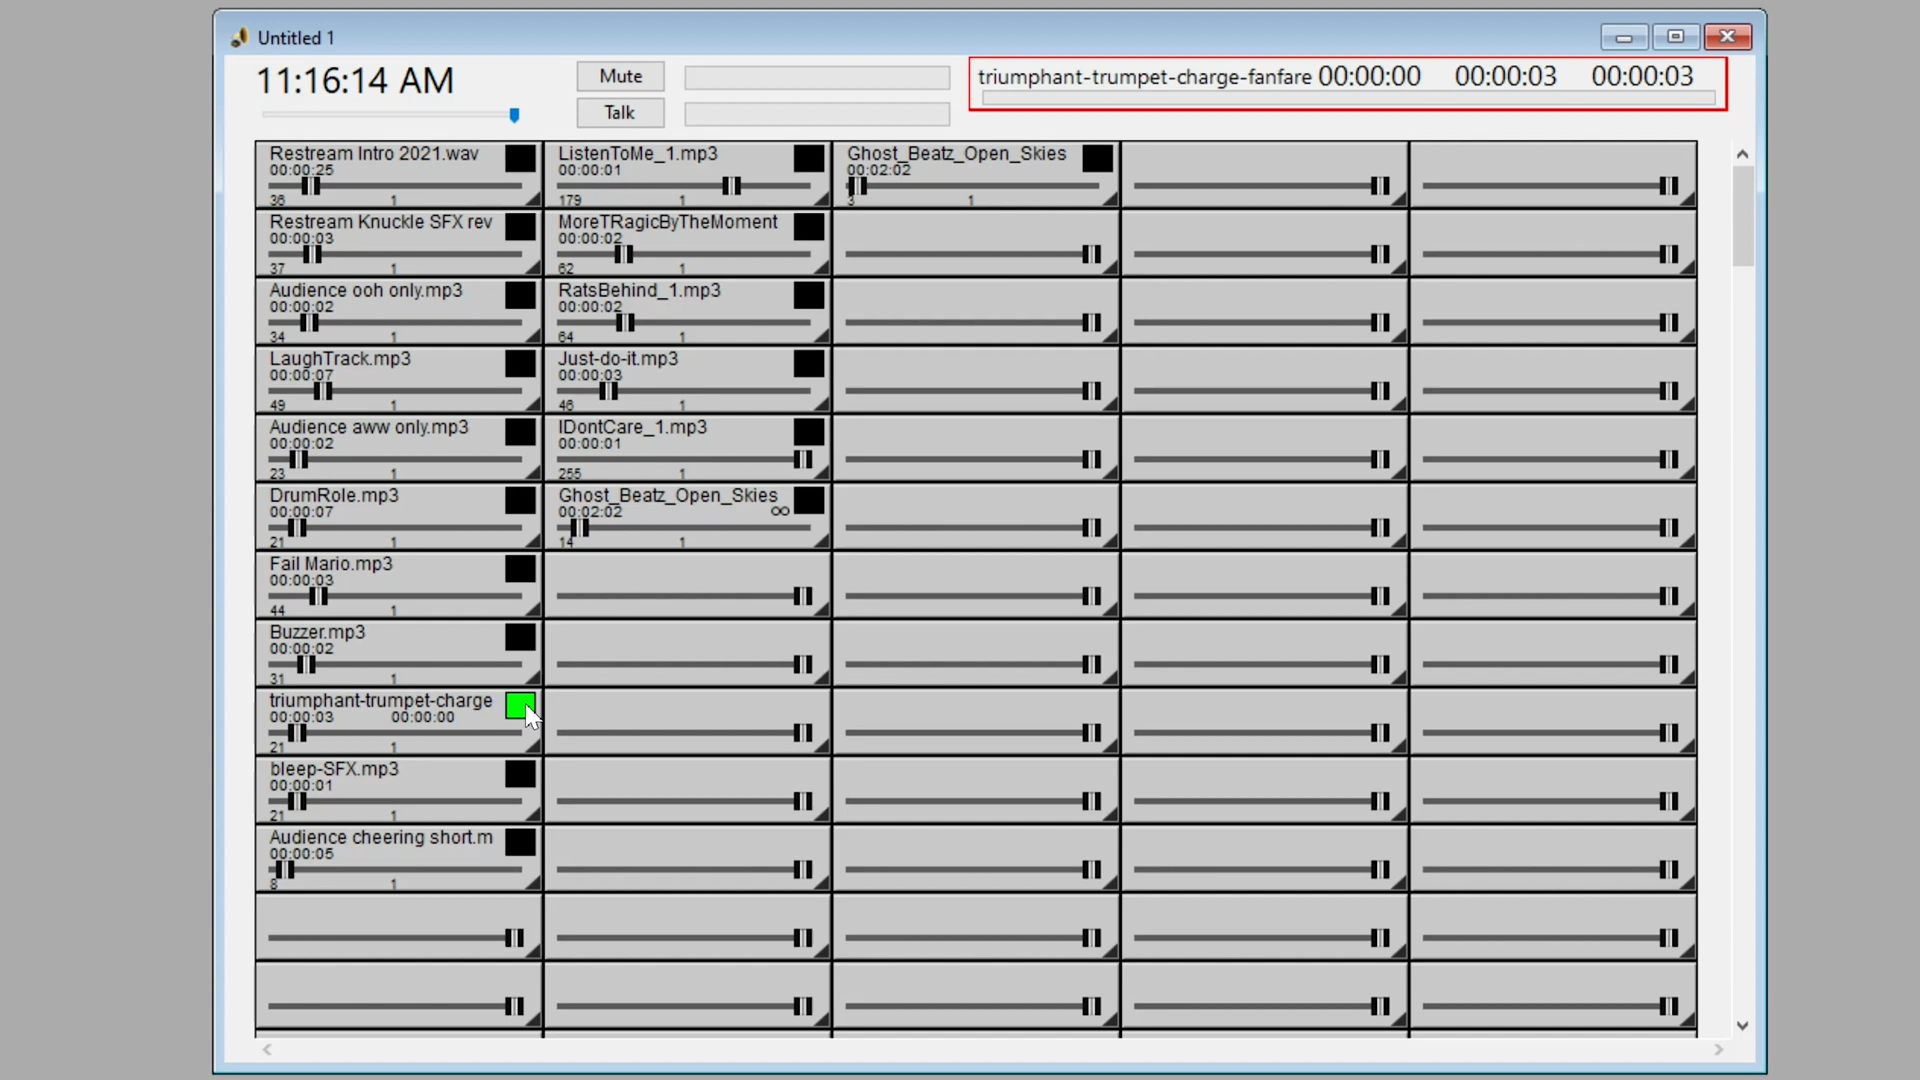 Untitled 1
11:16:14 AM
Mute
Talk
triumphant-trumpet-charge-fanfare 00:00:00 00:00:03 00:00:03
Restream Intro 2021.wav
00:00:25
36 1
ListenToMe_1.mp3
00:00:01
179 1
Ghost_Beatz_Open_Skies
00:02:02
3 1
Restream Knuckle SFX rev
00:00:03
37 1
MoreTRagicByTheMoment
00:00:02
62 1
Audience ooh only.mp3
00:00:02
34 1
RatsBehind_1.mp3
00:00:02
64 1
LaughTrack.mp3
00:00:07
49 1
Just-do-it.mp3
00:00:03
46 1
Audience aww only.mp3
00:00:02
23 1
IDontCare_1.mp3
00:00:01
255 1
DrumRole.mp3
00:00:07
21 1
Ghost_Beatz_Open_Skies
00:02:02 ∞
14 1
Fail Mario.mp3
00:00:03
44 1
Buzzer.mp3
00:00:02
31 1
triumphant-trumpet-charge
00:00:03 00:00:00
21 1
bleep-SFX.mp3
00:00:01
21 1
Audience cheering short.m
00:00:05
8 1